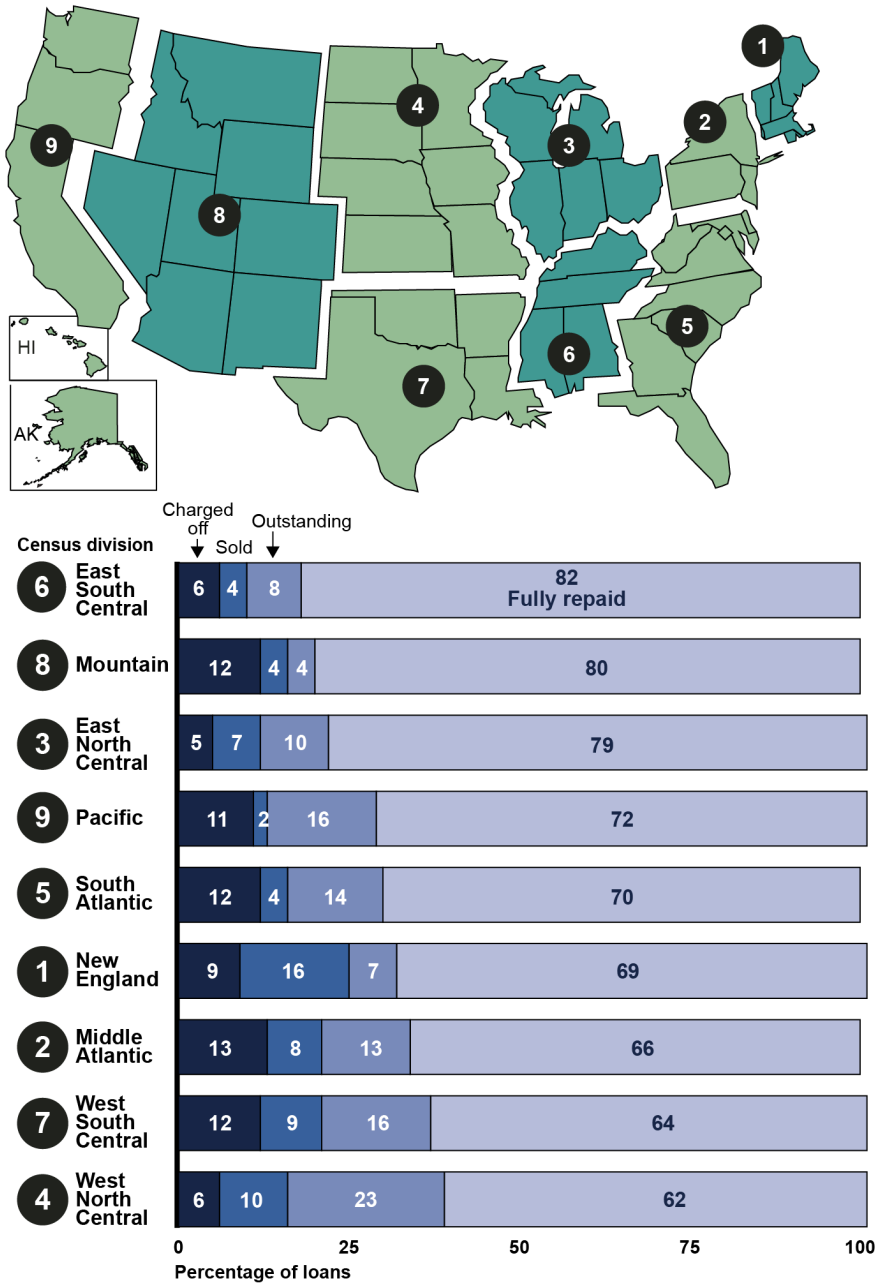 1
2
3
4
9
8
5
6
7
HI
AK
Charged
off
Sold
Outstanding
Census division
6
East
South
Central
6
4
8
82
Fully repaid
8
Mountain
12
4
4
80
3
East
North
Central
5
7
10
79
9
Pacific
11
2
16
72
5
South
Atlantic
12
4
14
70
1
New
England
9
16
7
69
2
Middle
Atlantic
13
8
13
66
7
West
South
Central
12
9
16
64
4
West
North
Central
6
10
23
62
0
25
50
75
100
Percentage of loans